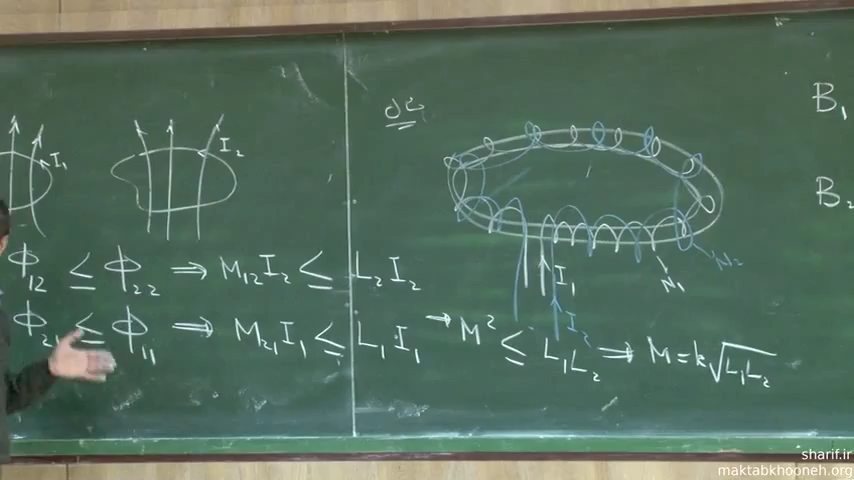 I₁
I₂
Φ₁₂ ≤ Φ₂₂ ⇒ M₁₂I₂ ≤ L₂I₂
Φ₂₁ ≤ Φ₁₁ ⇒ M₂₁I₁ ≤ L₁I₁ → M² ≤ L₁L₂ ⇒ M = k√L₁L₂
I₁
I₂
N₁
N₂
B₁
B₂
sharif.ir
maktabkhooneh.org